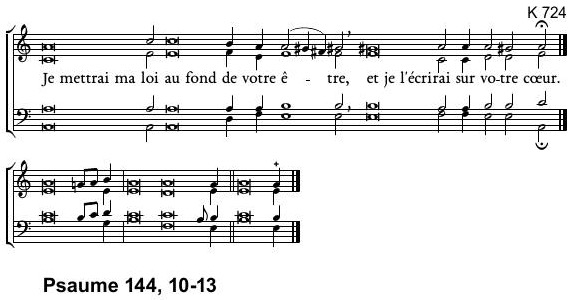 K 724
Je mettrai ma loi au fond de votre ê - tre, et je l'écrirai sur vo-tre cœur.
Psaume 144, 10-13